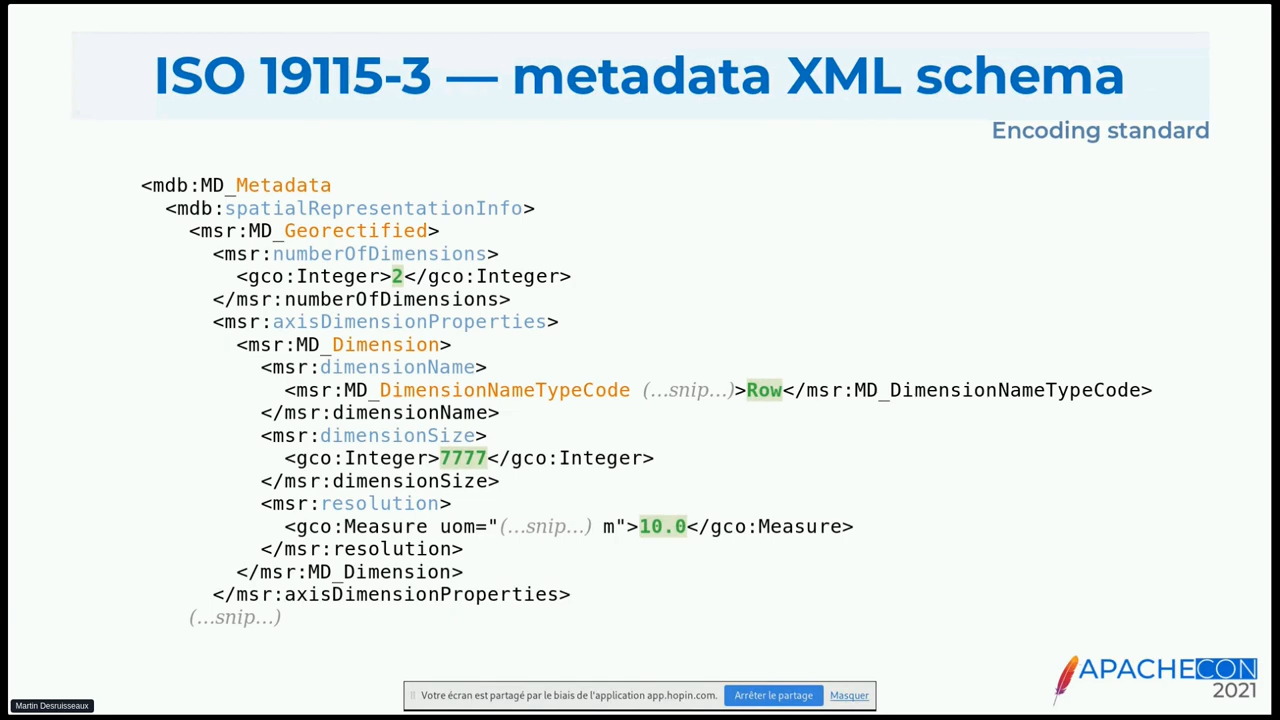 ISO 19115-3 — metadata XML schema
Encoding standard
<mdb:MD_Metadata
<mdb:spatialRepresentationInfo>
<msr:MD_Georectified>
<msr:numberOfDimensions>
<gco:Integer>2</gco:Integer>
</msr:numberOfDimensions>
<msr:axisDimensionProperties>
<msr:MD_Dimension>
<msr:dimensionName>
<msr:MD_DimensionNameTypeCode (…snip…)>Row</msr:MD_DimensionNameTypeCode>
</msr:dimensionName>
<msr:dimensionSize>
<gco:Integer>7777</gco:Integer>
</msr:dimensionSize>
<msr:resolution>
<gco:Measure uom="(…snip…) m">10.0</gco:Measure>
</msr:resolution>
</msr:MD_Dimension>
</msr:axisDimensionProperties>
(…snip…)
APACHECON
2021
Votre écran est partagé par le biais de l'application app.hopin.com. Arrêter le partage Masquer
Martin Desruisseaux